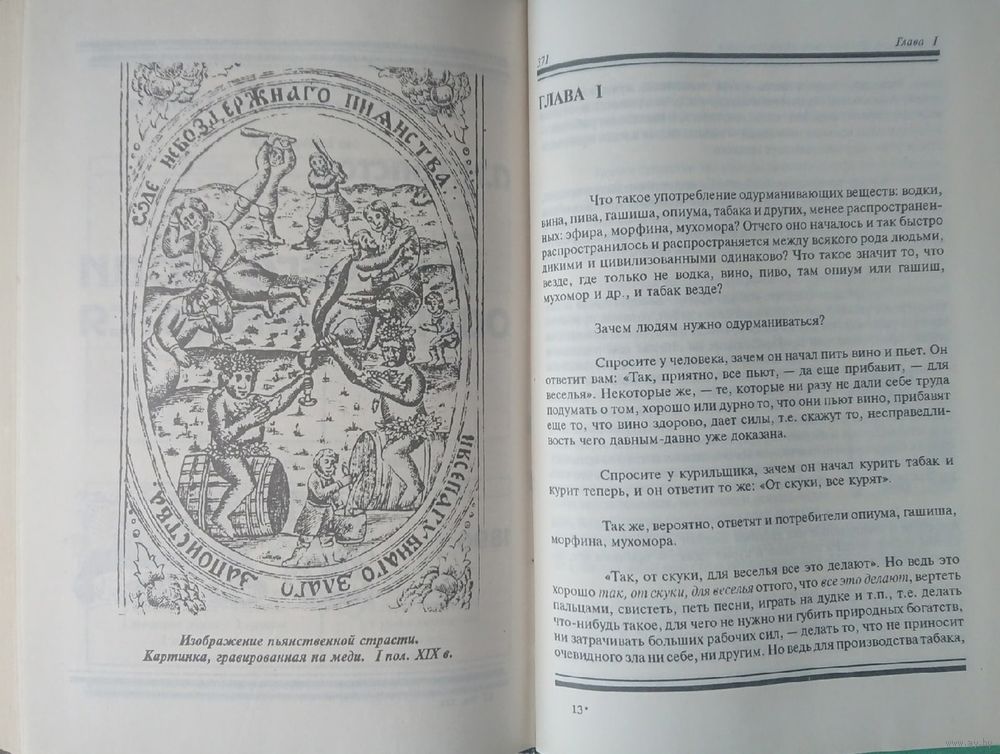 СОДЕ НЕВОЗДЕРЖНАГО ПИѦНСТВА
И ВСЕПАГУБНАГО ЗЛАГО ЗАПОИСТВА
Изображение пьянственной страсти.
Картинка, гравированная на меди. I пол. XIX в.
371
Глава I
ГЛАВА I
Что такое употребление одурманивающих веществ: водки,
вина, пива, гашиша, опиума, табака и других, менее распространен-
ных: эфира, морфина, мухомора? Отчего оно началось и так быстро
распространилось и распространяется между всякого рода людьми,
дикими и цивилизованными одинаково? Что такое значит то, что
везде, где только не водка, вино, пиво, там опиум или гашиш,
мухомор и др., и табак везде?
Зачем людям нужно одурманиваться?
Спросите у человека, зачем он начал пить вино и пьет. Он
ответит вам: «Так, приятно, все пьют, — да еще прибавит, — для
веселья». Некоторые же, — те, которые ни разу не дали себе труда
подумать о том, хорошо или дурно то, что они пьют вино, прибавят
еще то, что вино здорово, дает силы, т.е. скажут то, несправедли-
вость чего давным-давно уже доказана.
Спросите у курильщика, зачем он начал курить табак и
курит теперь, и он ответит то же: «От скуки, все курят».
Так же, вероятно, ответят и потребители опиума, гашиша,
морфина, мухомора.
«Так, от скуки, для веселья все это делают». Но ведь это
хорошо так, от скуки, для веселья оттого, что все это делают, вертеть
пальцами, свистеть, петь песни, играть на дудке и т.п., т.е. делать
что-нибудь такое, для чего не нужно ни губить природных богатств,
ни затрачивать больших рабочих сил, — делать то, что не приносит
очевидного зла ни себе, ни другим. Но ведь для производства табака,
13*
www.ay.by